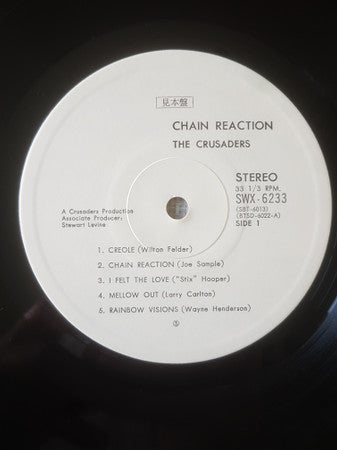 見本盤
CHAIN REACTION
THE CRUSADERS
STEREO
33 1/3 RPM.
SWX-6233
(SBT-6013)
(BTSD-6022-A)
SIDE 1
A Crusaders Production
Associate Producer:
Stewart Levine
1. CREOLE (Wilton Felder)
2. CHAIN REACTION (Joe Sample)
3. I FELT THE LOVE ("Stix" Hooper)
4. MELLOW OUT (Larry Carlton)
5. RAINBOW VISIONS (Wayne Henderson)